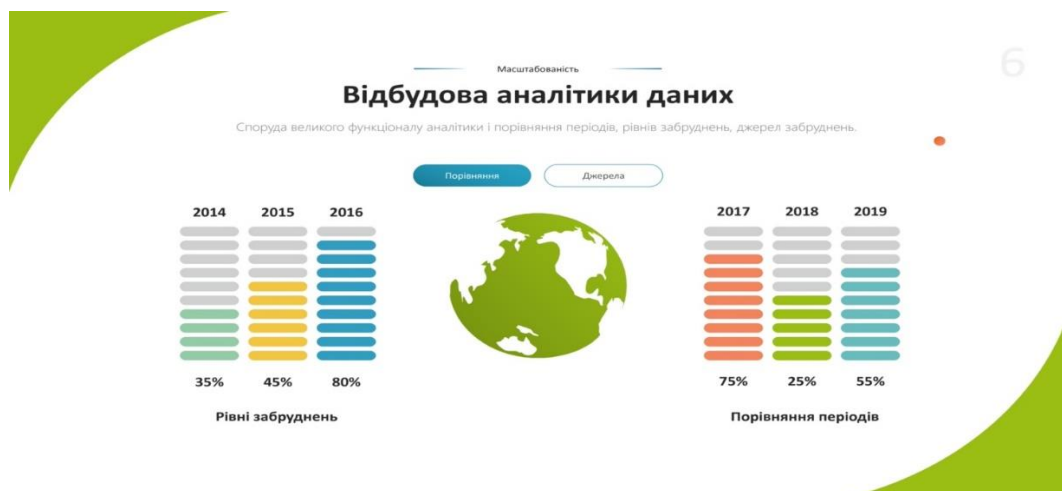 6
Масштабованість
Відбудова аналітики даних
Споруда великого функціоналу аналітики і порівняння періодів, рівнів забруднень, джерел забруднень.
Порівняння Джерела
2014 2015 2016
35% 45% 80%
Рівні забруднень
2017 2018 2019
75% 25% 55%
Порівняння періодів